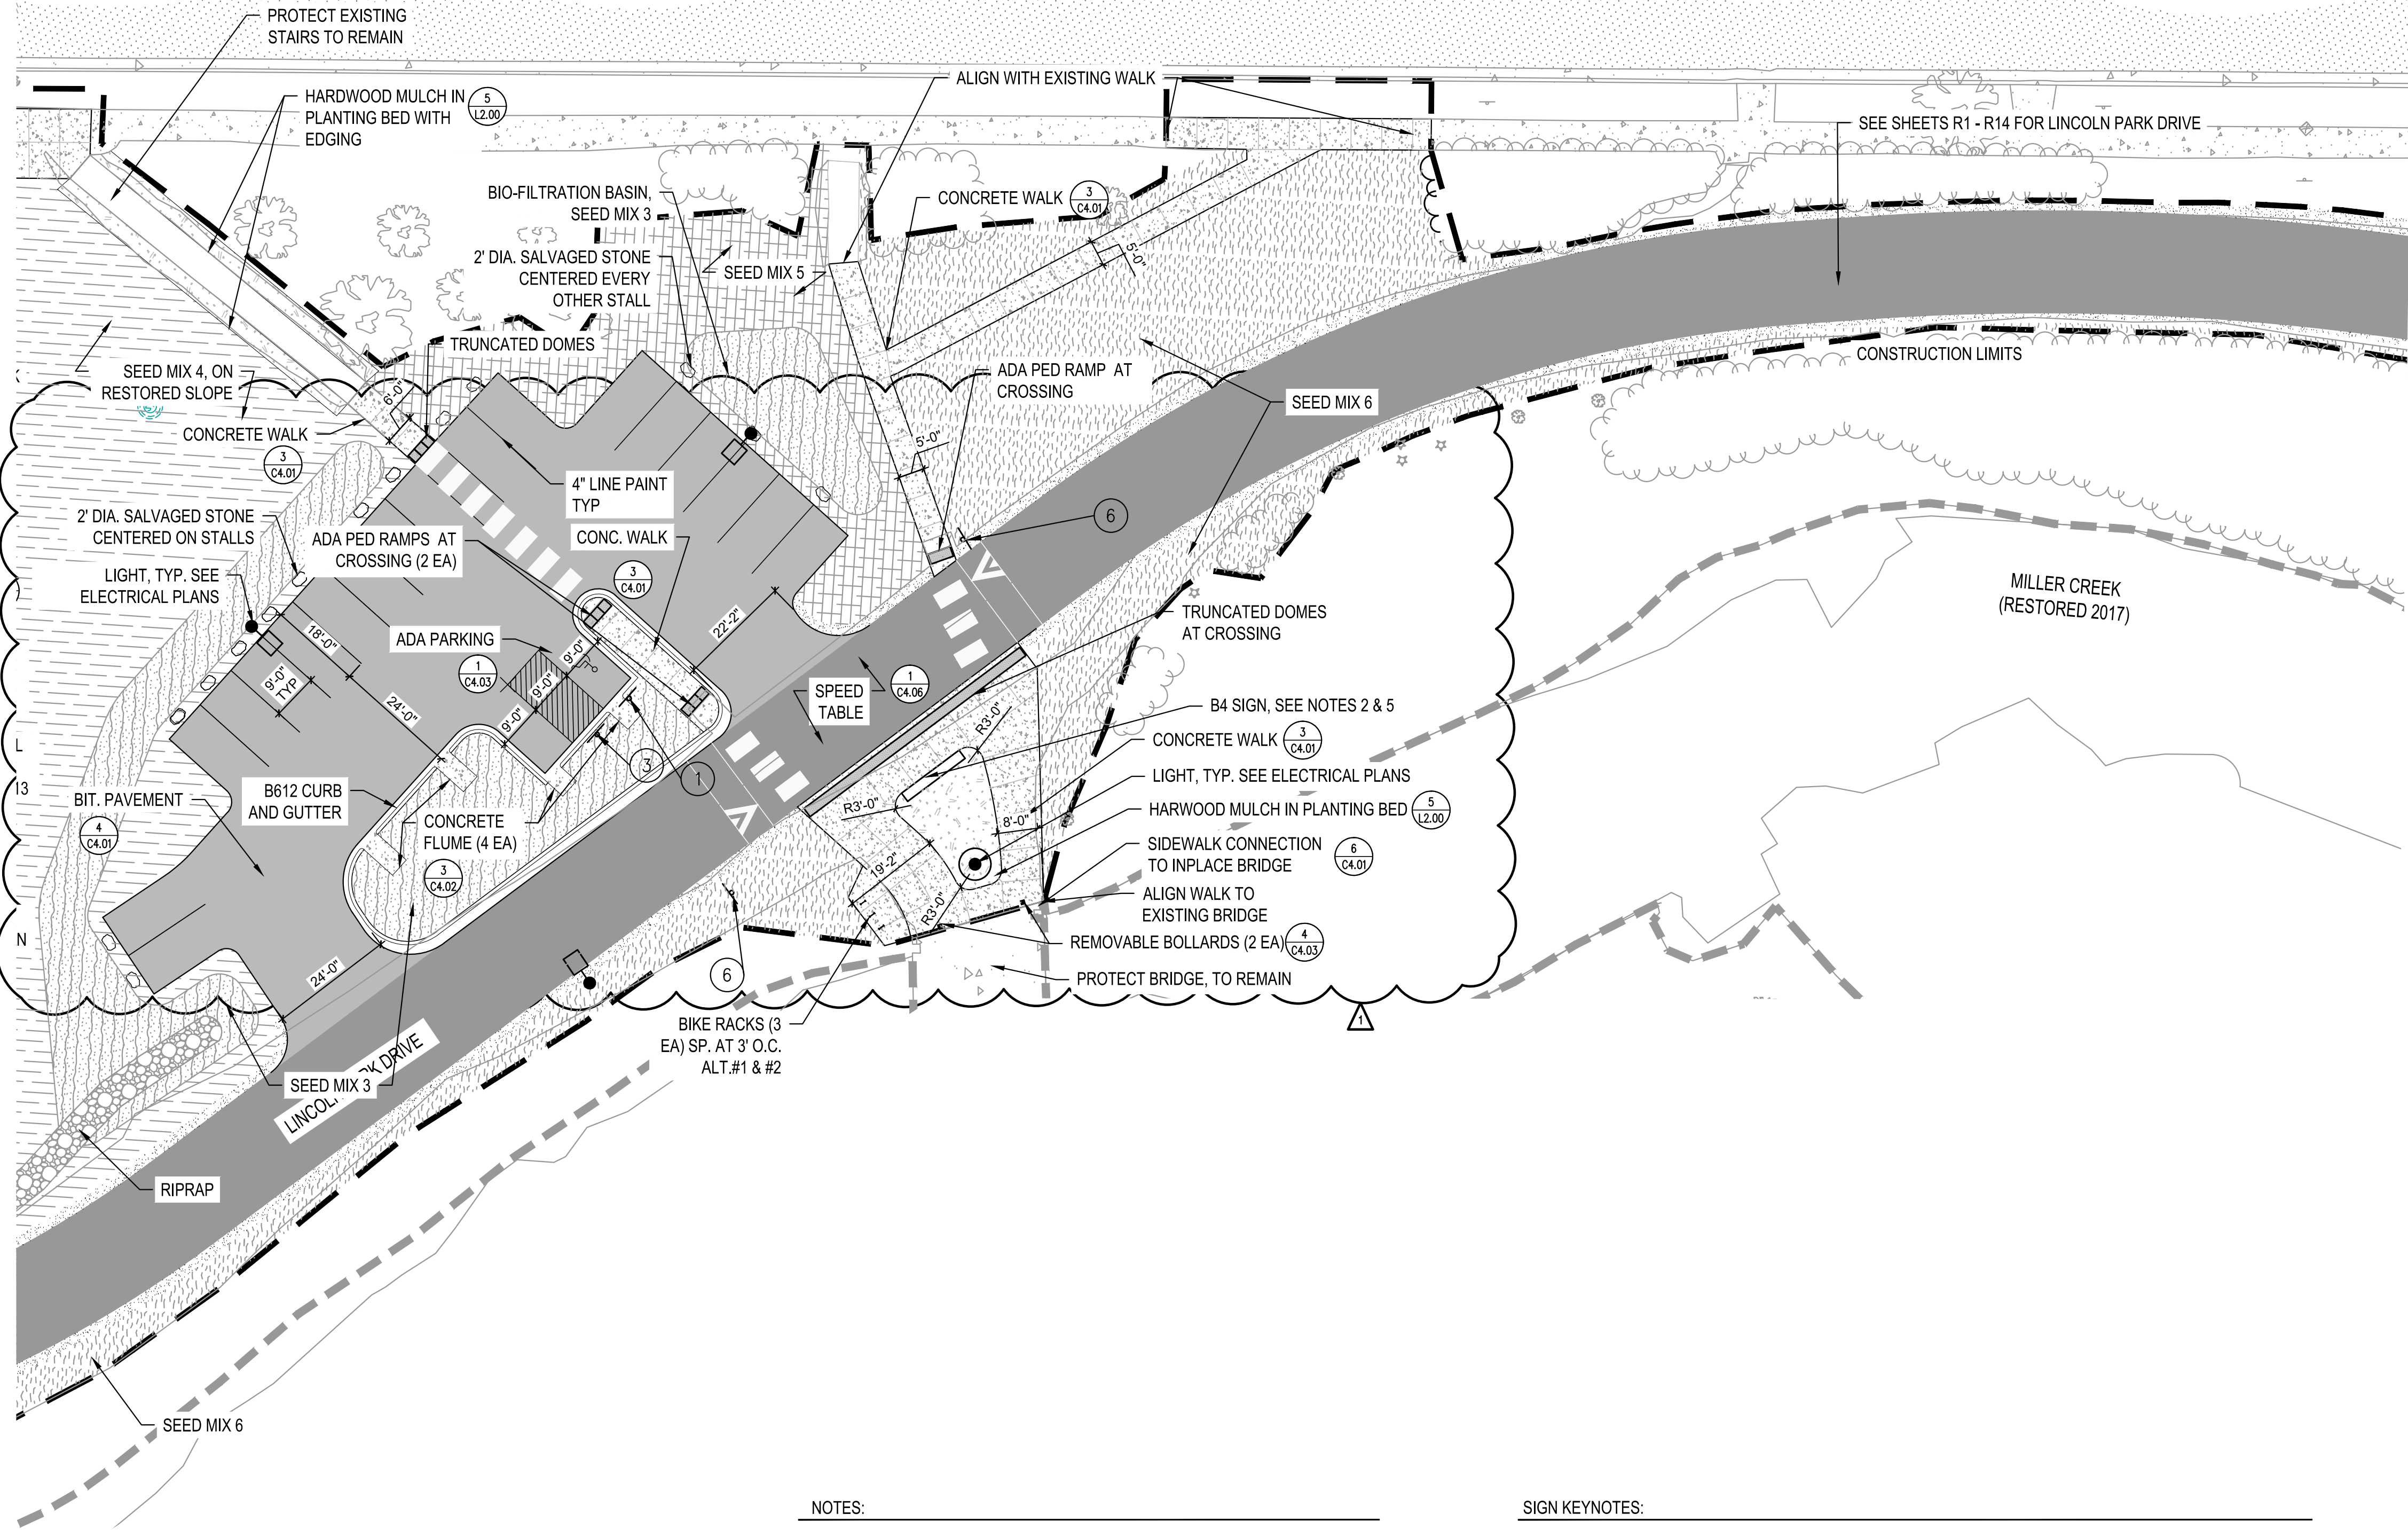 PROTECT EXISTING
STAIRS TO REMAIN
HARDWOOD MULCH IN
PLANTING BED WITH
EDGING
5
L2.00
ALIGN WITH EXISTING WALK
SEE SHEETS R1 - R14 FOR LINCOLN PARK DRIVE
BIO-FILTRATION BASIN,
SEED MIX 3
CONCRETE WALK
3
C4.01
5'-0"
2' DIA. SALVAGED STONE
CENTERED EVERY
OTHER STALL
SEED MIX 5
TRUNCATED DOMES
CONSTRUCTION LIMITS
SEED MIX 4, ON
RESTORED SLOPE
6'-0"
ADA PED RAMP AT
CROSSING
SEED MIX 6
CONCRETE WALK
3
C4.01
5'-0"
4" LINE PAINT
TYP
2' DIA. SALVAGED STONE
CENTERED ON STALLS
ADA PED RAMPS AT
CROSSING (2 EA)
CONC. WALK
3
C4.01
6
LIGHT, TYP. SEE
ELECTRICAL PLANS
MILLER CREEK
(RESTORED 2017)
TRUNCATED DOMES
AT CROSSING
22'-2"
18'-0"
ADA PARKING
1
C4.03
9'-0"
9'-0"
9'-0"
9'-0"
TYP
24'-0"
SPEED
TABLE
1
C4.06
B4 SIGN, SEE NOTES 2 & 5
R3'-0"
CONCRETE WALK
3
C4.01
L
13
N
3
1
LIGHT, TYP. SEE ELECTRICAL PLANS
B612 CURB
AND GUTTER
BIT. PAVEMENT
4
C4.01
R3'-0"
HARWOOD MULCH IN PLANTING BED
5
L2.00
8'-0"
CONCRETE
FLUME (4 EA)
3
C4.02
SIDEWALK CONNECTION
TO INPLACE BRIDGE
6
C4.01
19'-2"
ALIGN WALK TO
EXISTING BRIDGE
R3'-0"
REMOVABLE BOLLARDS (2 EA)
4
C4.03
24'-0"
6
PROTECT BRIDGE, TO REMAIN
1
BIKE RACKS (3
EA) SP. AT 3' O.C.
ALT.#1 & #2
SEED MIX 3
RIPRAP
SEED MIX 6
NOTES:
SIGN KEYNOTES: